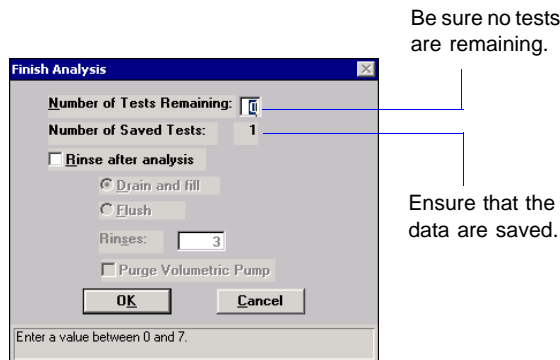 Be sure no tests
are remaining.
Finish Analysis
Number of Tests Remaining: 0
Number of Saved Tests: 1
Rinse after analysis
Drain and fill
Flush
Rinses: 3
Purge Volumetric Pump
OK
Cancel
Enter a value between 0 and 7.
Ensure that the
data are saved.